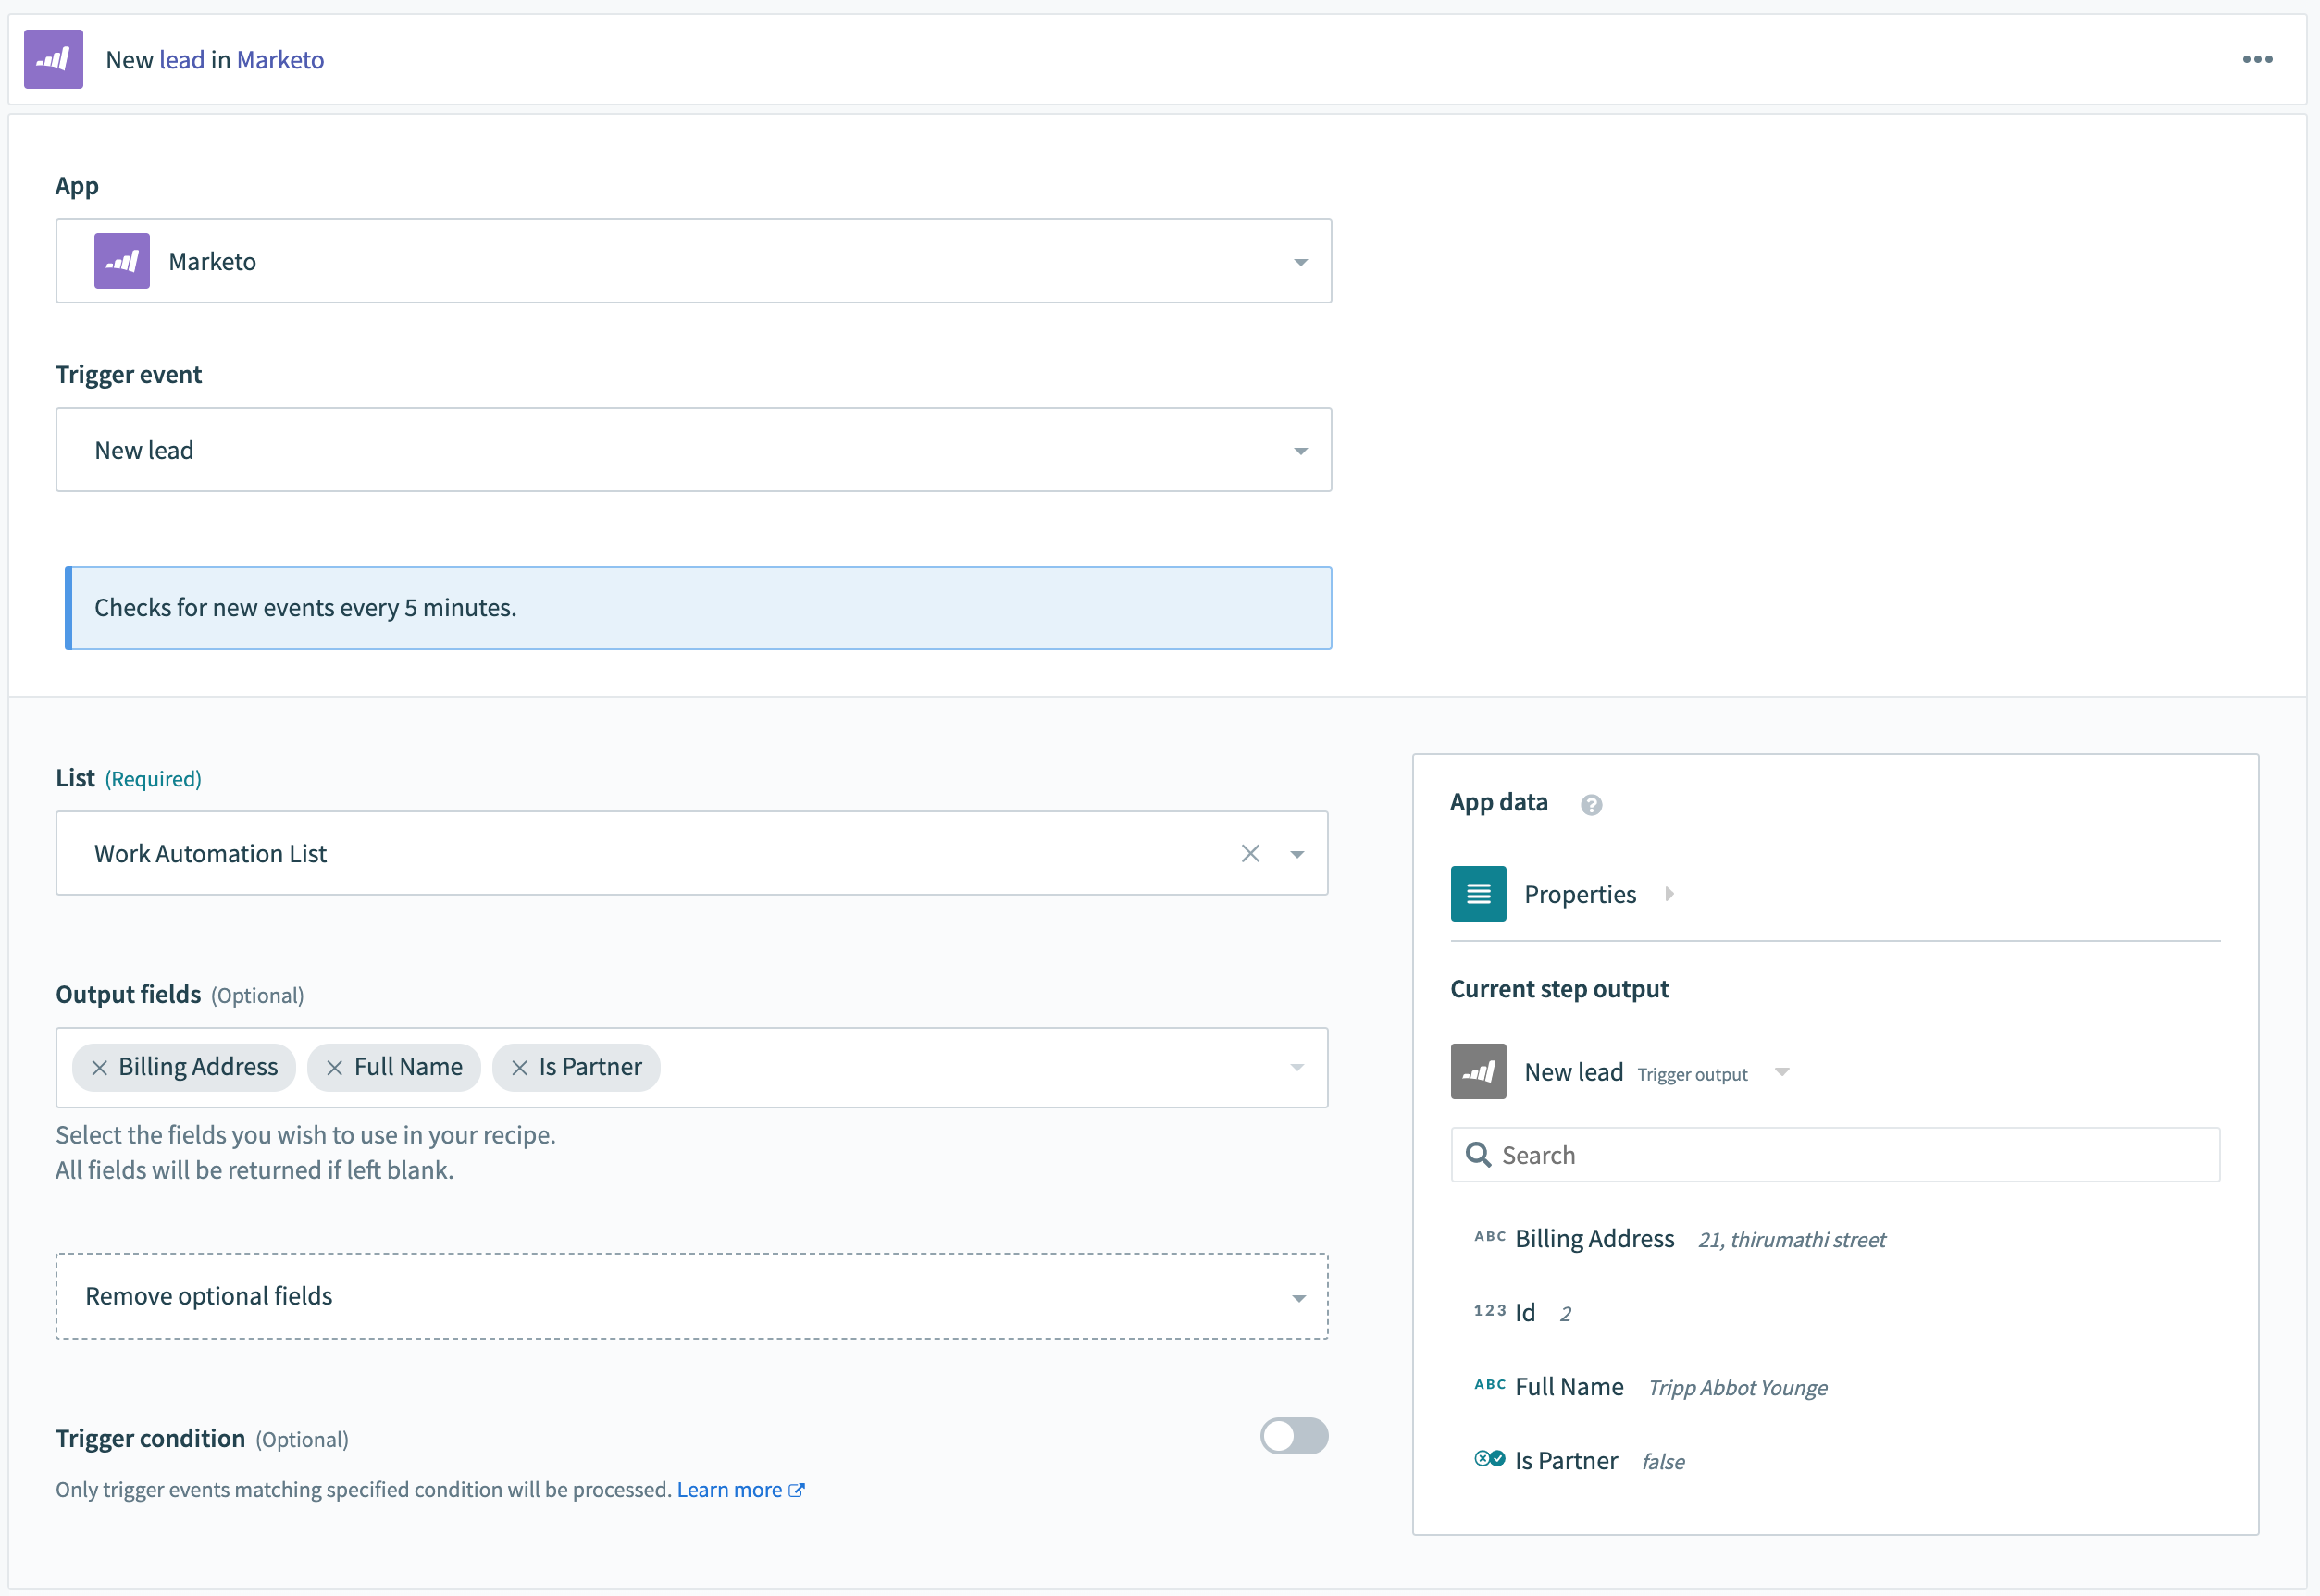 New lead in Marketo
App
Marketo
Trigger event
New lead
Checks for new events every 5 minutes.
List (Required)
Work Automation List
Output fields (Optional)
Billing Address Full Name Is Partner
Select the fields you wish to use in your recipe.
All fields will be returned if left blank.
Remove optional fields
Trigger condition (Optional)
Only trigger events matching specified condition will be processed. Learn more
App data ?
Properties
Current step output
New lead Trigger output
Search
ABC Billing Address 21, thirumathi street
123 Id 2
ABC Full Name Tripp Abbot Younge
Is Partner false